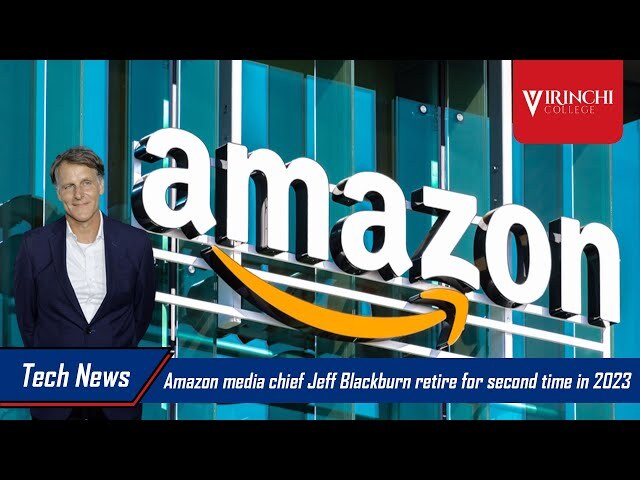 VIRINCHI
COLLEGE
amazon
Tech News
Amazon media chief Jeff Blackburn retire for second time in 2023